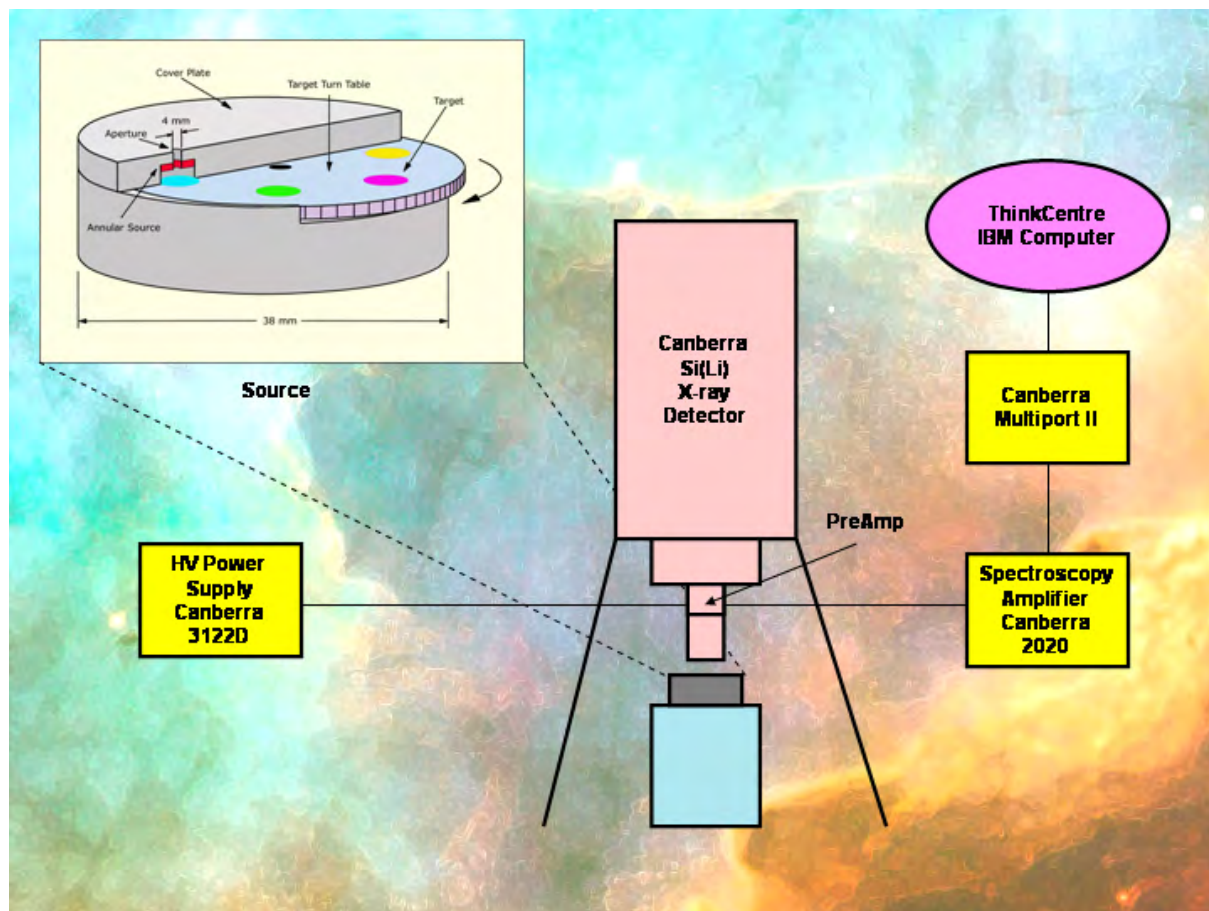 Cover Plate
Target Turn Table
Target
4 mm
Aperture
Annular Source
38 mm
Source
Canberra
Si(Li)
X-ray
Detector
ThinkCentre
IBM Computer
Canberra
Multiport II
PreAmp
HV Power
Supply
Canberra
3122D
Spectroscopy
Amplifier
Canberra
2020